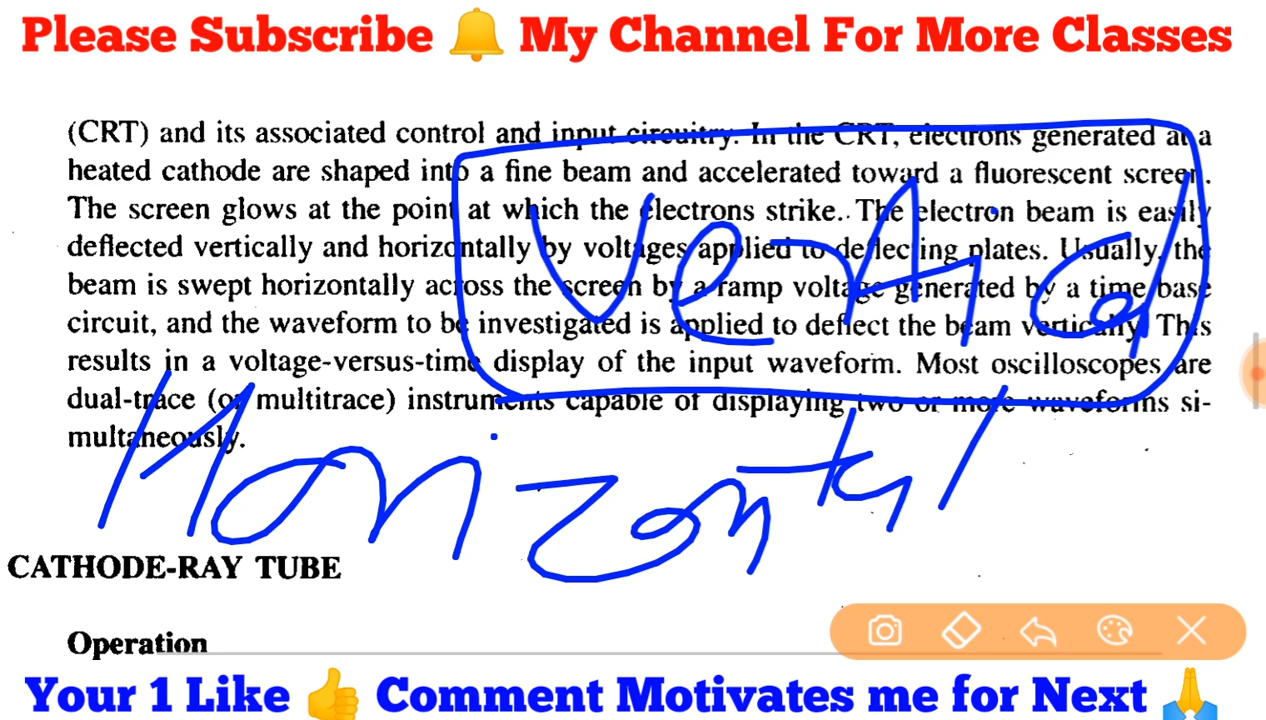 Please Subscribe 🔔 My Channel For More Classes
(CRT) and its associated control and input circuitry. In the CRT, electrons generated at a
heated cathode are shaped into a fine beam and accelerated toward a fluorescent screen.
The screen glows at the point at which the electrons strike. The electron beam is easily
deflected vertically and horizontally by voltages applied to deflecting plates. Usually, the
beam is swept horizontally across the screen by a ramp voltage generated by a time base
circuit, and the waveform to be investigated is applied to deflect the beam vertically. This
results in a voltage-versus-time display of the input waveform. Most oscilloscopes are
dual-trace (or multitrace) instruments capable of displaying two or more waveforms si-
multaneously.
Horizontal
CATHODE-RAY TUBE
Operation
Your 1 Like 👍 Comment Motivates me for Next 🙏